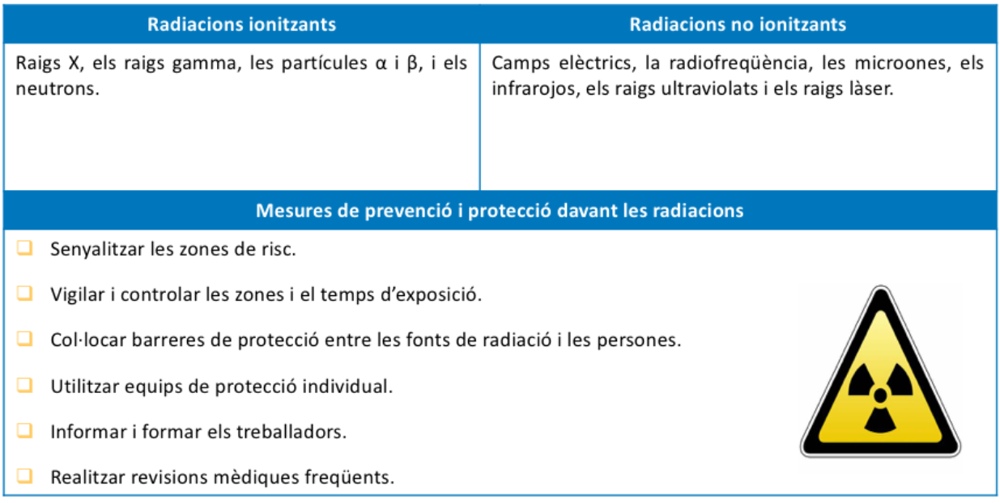 Radiacions ionitzants
Radiacions no ionitzants
Raigs X, els raigs gamma, les partícules α i β, i els
neutrons.
Camps elèctrics, la radiofreqüència, les microones, els
infrarojos, els raigs ultraviolats i els raigs làser.
Mesures de prevenció i protecció davant les radiacions
Senyalitzar les zones de risc.
Vigilar i controlar les zones i el temps d’exposició.
Col·locar barreres de protecció entre les fonts de radiació i les persones.
Utilitzar equips de protecció individual.
Informar i formar els treballadors.
Realitzar revisions mèdiques freqüents.